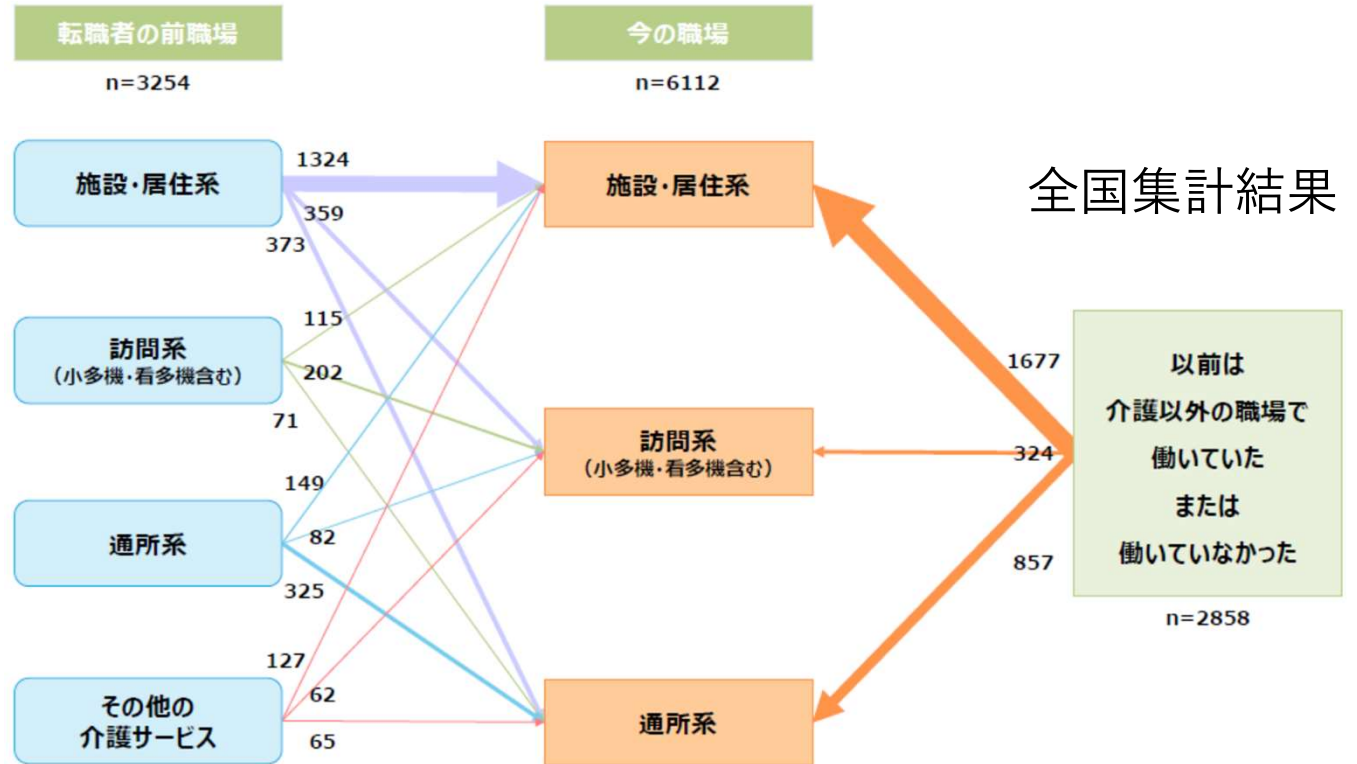 転職者の前職場
今の職場
n=3254
n=6112
施設・居住系
1324
359
373
施設・居住系
全国集計結果
訪問系
（小多機・看多機含む）
115
202
71
1677
324
857
以前は
介護以外の職場で
働いていた
または
働いていなかった
n=2858
訪問系
（小多機・看多機含む）
通所系
149
82
325
その他の
介護サービス
127
62
65
通所系